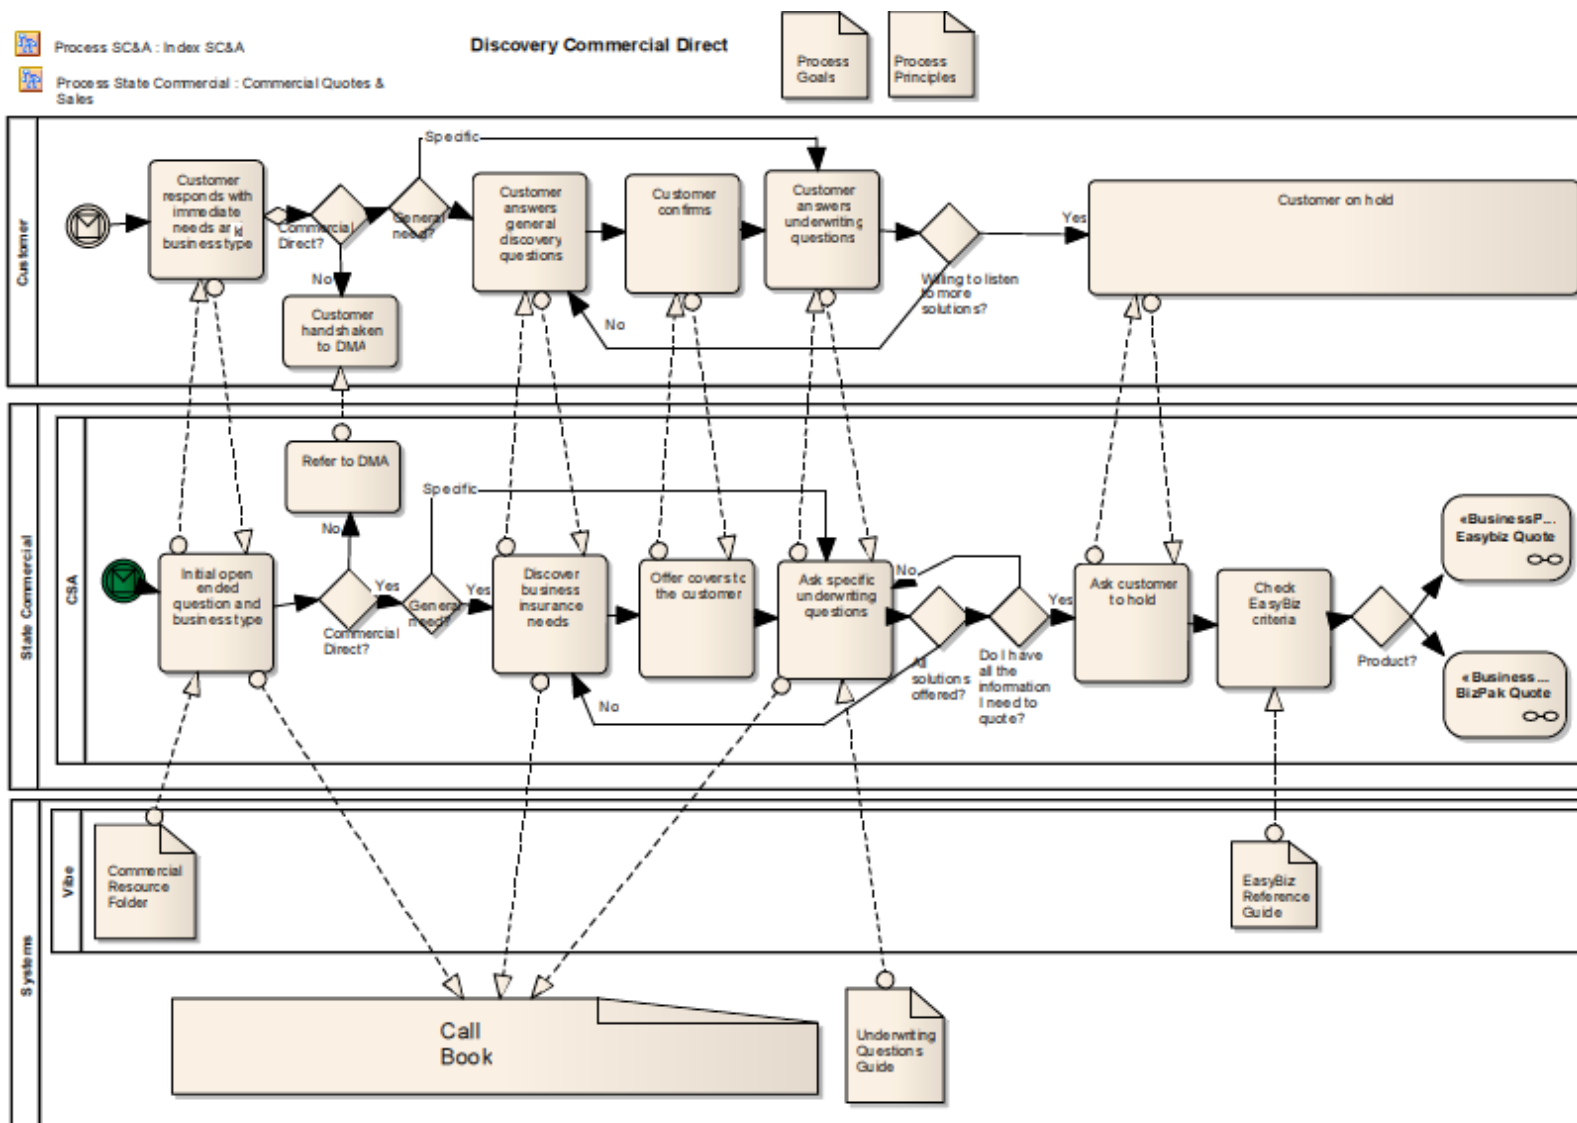 Process SC&A : Index SC&A
Process State Commercial : Commercial Quotes &
Sales
Discovery Commercial Direct
Process
Goals
Process
Principles
Customer
Customer
responds with
immediate
needs and
business type
Commercial
Direct?
No
Customer
handshaken
to DMA
General
need?
Specific
Customer
answers
general
discovery
questions
Customer
confirms
Customer
answers
underwriting
questions
Willing to listen
to more
solutions?
No
Yes
Customer on hold
State Commercial
CSA
Initial open
ended
question and
business type
Commercial
Direct?
No
Refer to DMA
Yes
General
need?
Specific
Yes
Discover
business
insurance
needs
Offer covers to
the customer
Ask specific
underwriting
questions
All
solutions
offered?
No
Do I have
all the
information
I need to
quote?
No
Yes
Ask customer
to hold
Check
EasyBiz
criteria
Product?
«BusinessP...
Easybiz Quote
«Business...
BizPak Quote
Systems
Vibe
Commercial
Resource
Folder
EasyBiz
Reference
Guide
Call
Book
Underwriting
Questions
Guide